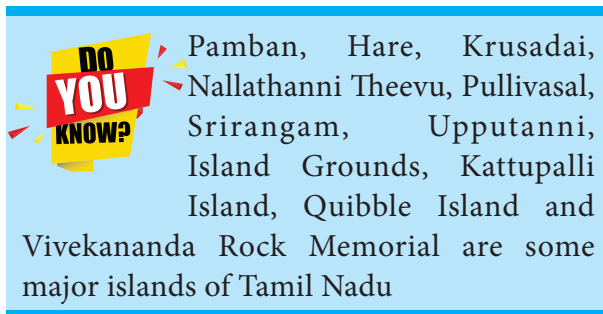 DO
YOU
KNOW?
Pamban, Hare, Krusadai,
Nallathanni Theevu, Pullivasal,
Srirangam, Upputanni,
Island Grounds, Kattupalli
Island, Quibble Island and
Vivekananda Rock Memorial are some
major islands of Tamil Nadu